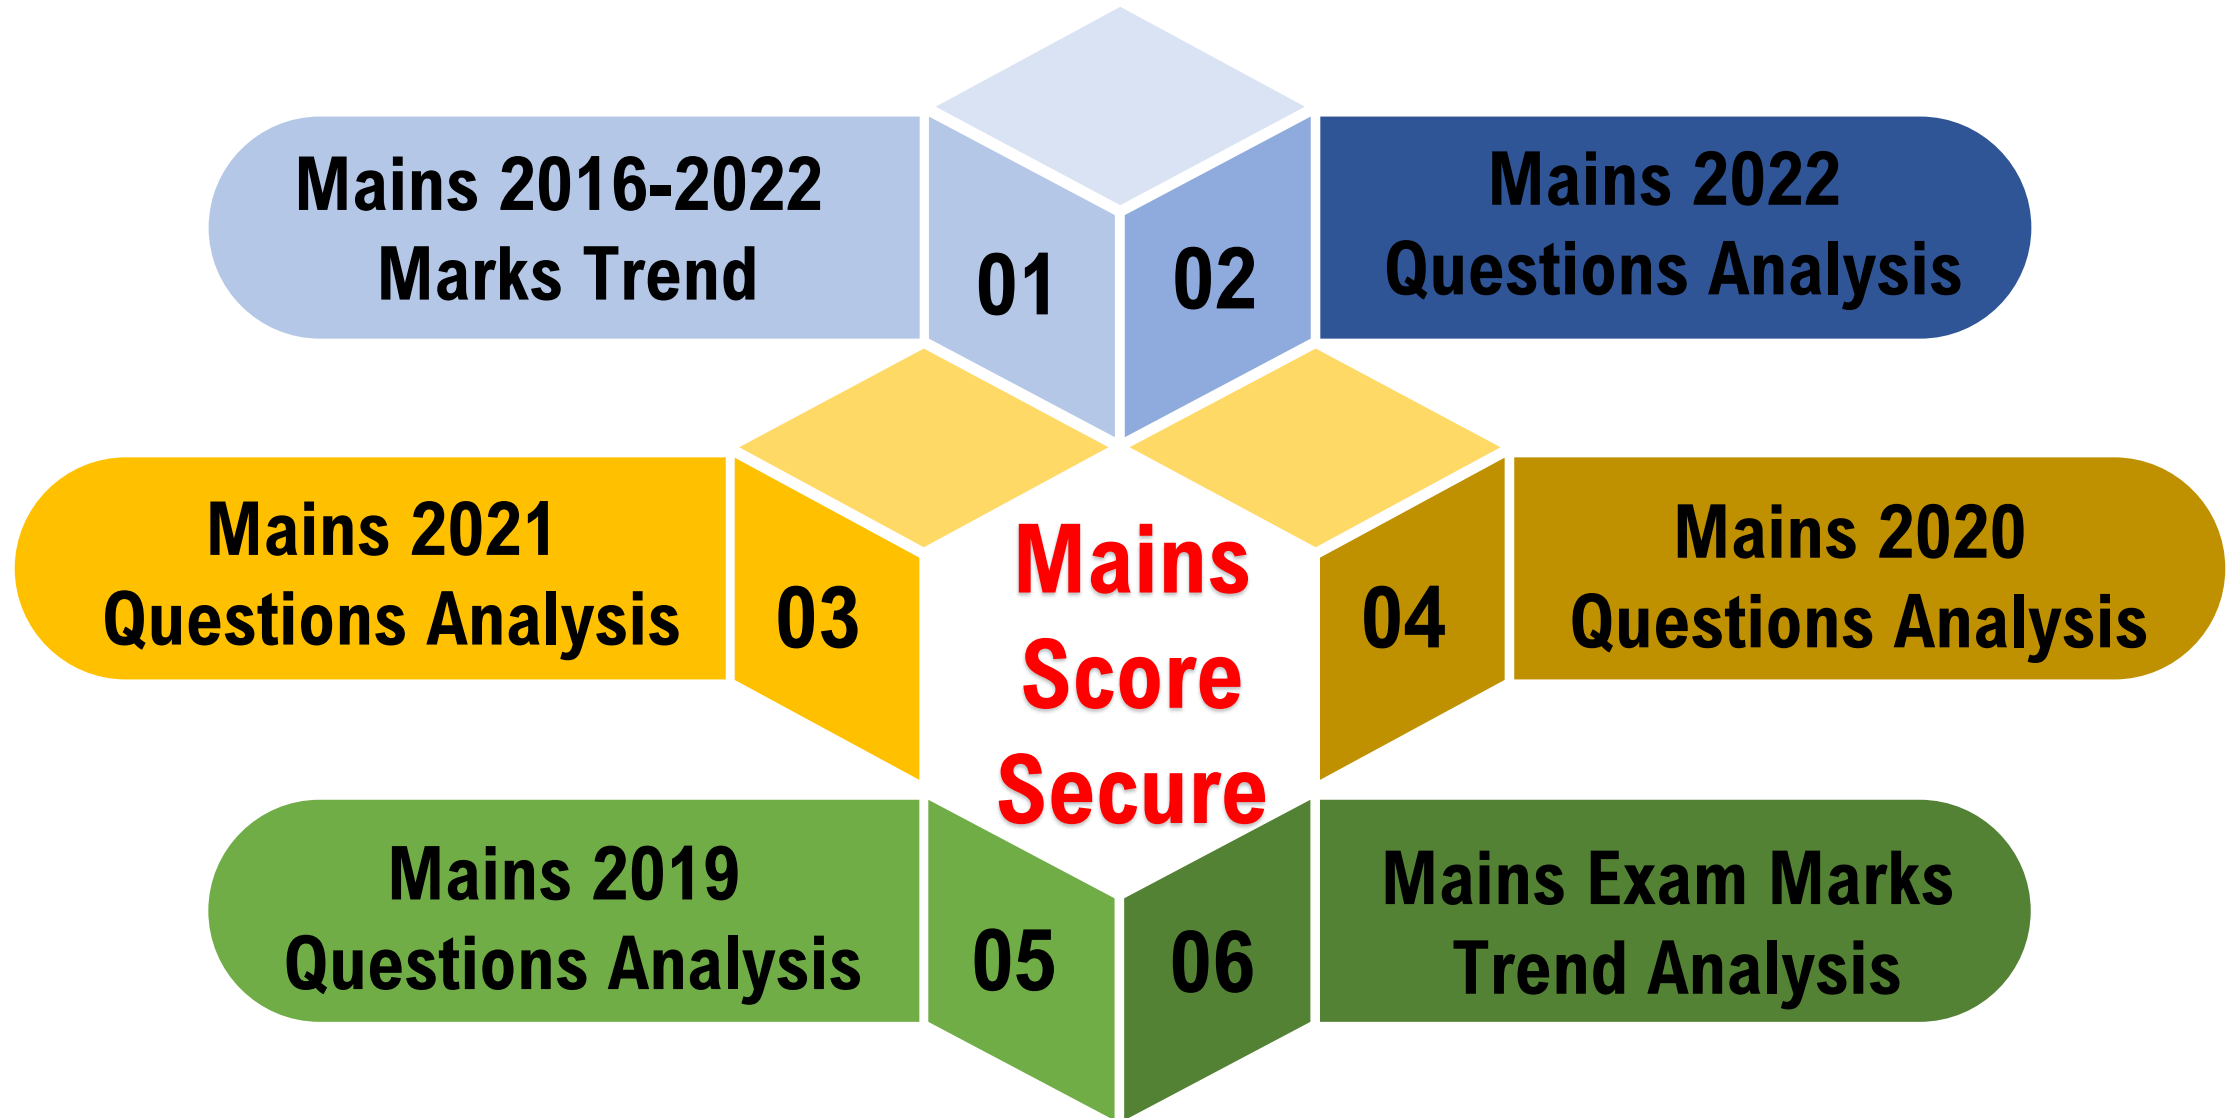 Mains 2016-2022
Marks Trend
01
02
Mains 2022
Questions Analysis
Mains 2021
Questions Analysis
03
Mains
Score
Secure
04
Mains 2020
Questions Analysis
Mains 2019
Questions Analysis
05
06
Mains Exam Marks
Trend Analysis